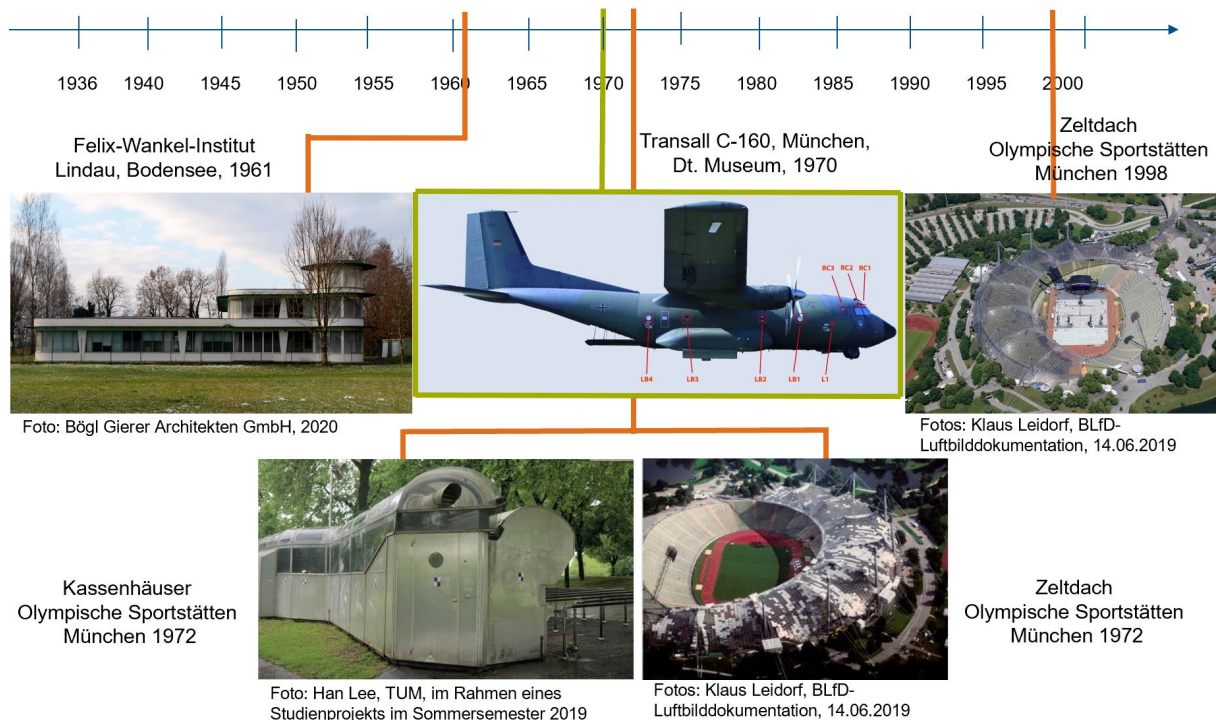 1936 1940 1945 1950 1955 1960 1965 1970 1975 1980 1985 1990 1995 2000
Felix-Wankel-Institut
Lindau, Bodensee, 1961
Transall C-160, München,
Dt. Museum, 1970
Zeltdach
Olympische Sportstätten
München 1998
RC3 RC2 RC1
LB4 LB3 LB2 LB1 L1
Foto: Bögl Gierer Architekten GmbH, 2020
Fotos: Klaus Leidorf, BLfD-
Luftbilddokumentation, 14.06.2019
Kassenhäuser
Olympische Sportstätten
München 1972
Zeltdach
Olympische Sportstätten
München 1972
Foto: Han Lee, TUM, im Rahmen eines
Studienprojekts im Sommersemester 2019
Fotos: Klaus Leidorf, BLfD-
Luftbilddokumentation, 14.06.2019